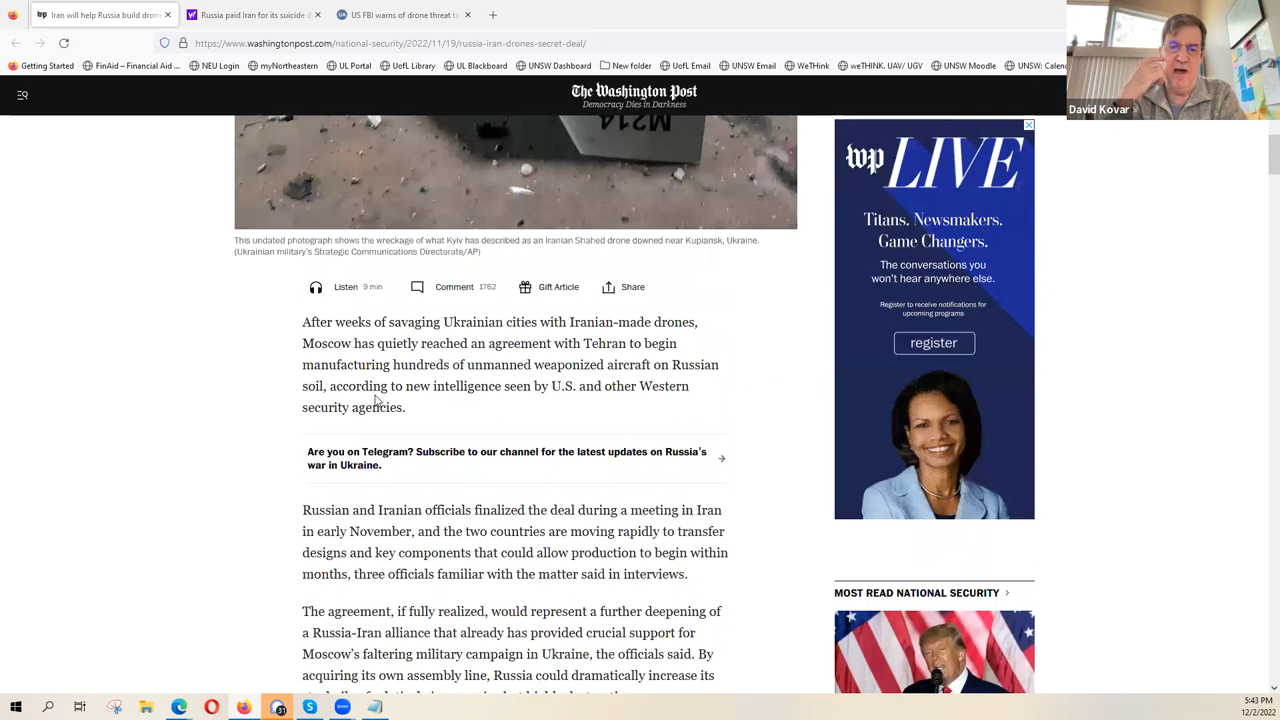 Iran will help Russia build drone
Russia paid Iran for its suicide d
UA
US FBI warns of drone threat to
https://www.washingtonpost.com/national-security/2022/11/19/russia-iran-drones-secret-deal/
Getting Started
FinAid – Financial Aid ...
NEU Login
myNortheastern
UL Portal
UofL Library
UL Blackboard
UNSW Dashboard
New folder
UofL Email
UNSW Email
WeThink
weTHINK. UAV/ UGV
UNSW Moodle
UNSW: Calen
David Kovar
The Washington Post
Democracy Dies in Darkness
M214
This undated photograph shows the wreckage of what Kyiv has described as an Iranian Shahed drone downed near Kupiansk, Ukraine.
(Ukrainian military's Strategic Communications Directorate/AP)
Listen 9 min
Comment 1762
Gift Article
Share
After weeks of savaging Ukrainian cities with Iranian-made drones,
Moscow has quietly reached an agreement with Tehran to begin
manufacturing hundreds of unmanned weaponized aircraft on Russian
soil, according to new intelligence seen by U.S. and other Western
security agencies.
Are you on Telegram? Subscribe to our channel for the latest updates on Russia's
war in Ukraine.
Russian and Iranian officials finalized the deal during a meeting in Iran
in early November, and the two countries are moving rapidly to transfer
designs and key components that could allow production to begin within
months, three officials familiar with the matter said in interviews.
The agreement, if fully realized, would represent a further deepening of
a Russia-Iran alliance that already has provided crucial support for
Moscow's faltering military campaign in Ukraine, the officials said. By
acquiring its own assembly line, Russia could dramatically increase its
wp LIVE
Titans. Newsmakers.
Game Changers.
The conversations you
won't hear anywhere else.
Register to receive notifications for
upcoming programs
register
MOST READ NATIONAL SECURITY
31
zoom
5:43 PM
12/2/2022